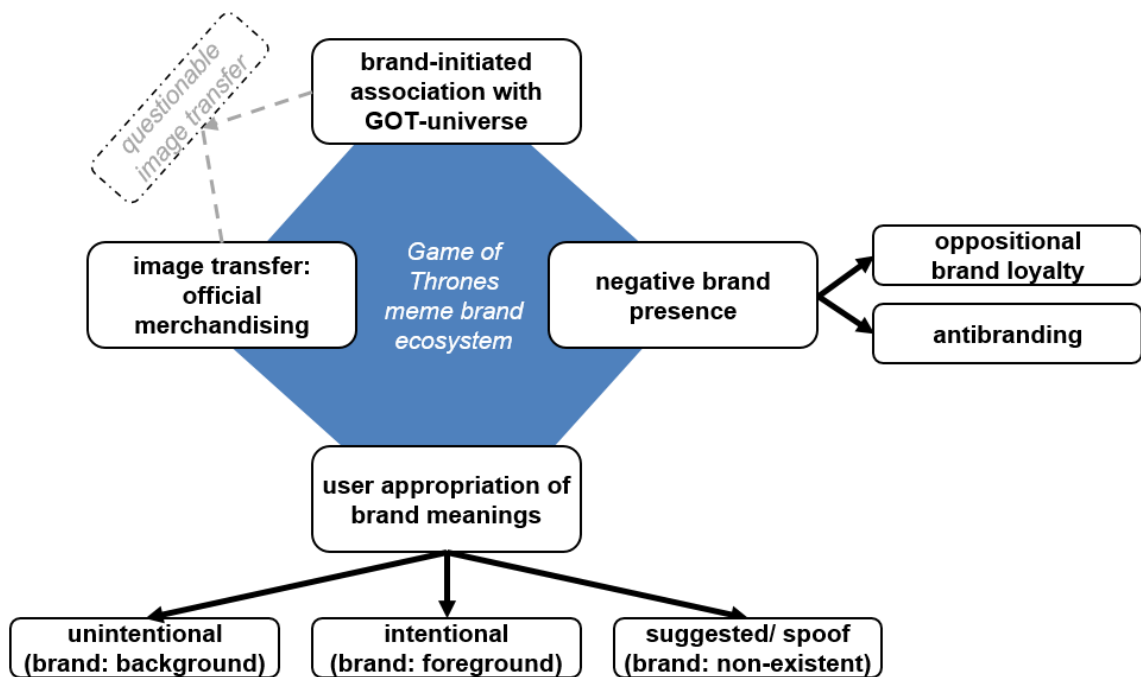 questionable
image transfer
brand-initiated
association with
GOT-universe
image transfer:
official
merchandising
Game of
Thrones
meme brand
ecosystem
negative brand
presence
oppositional
brand loyalty
antibranding
user appropriation of
brand meanings
unintentional
(brand: background)
intentional
(brand: foreground)
suggested/ spoof
(brand: non-existent)